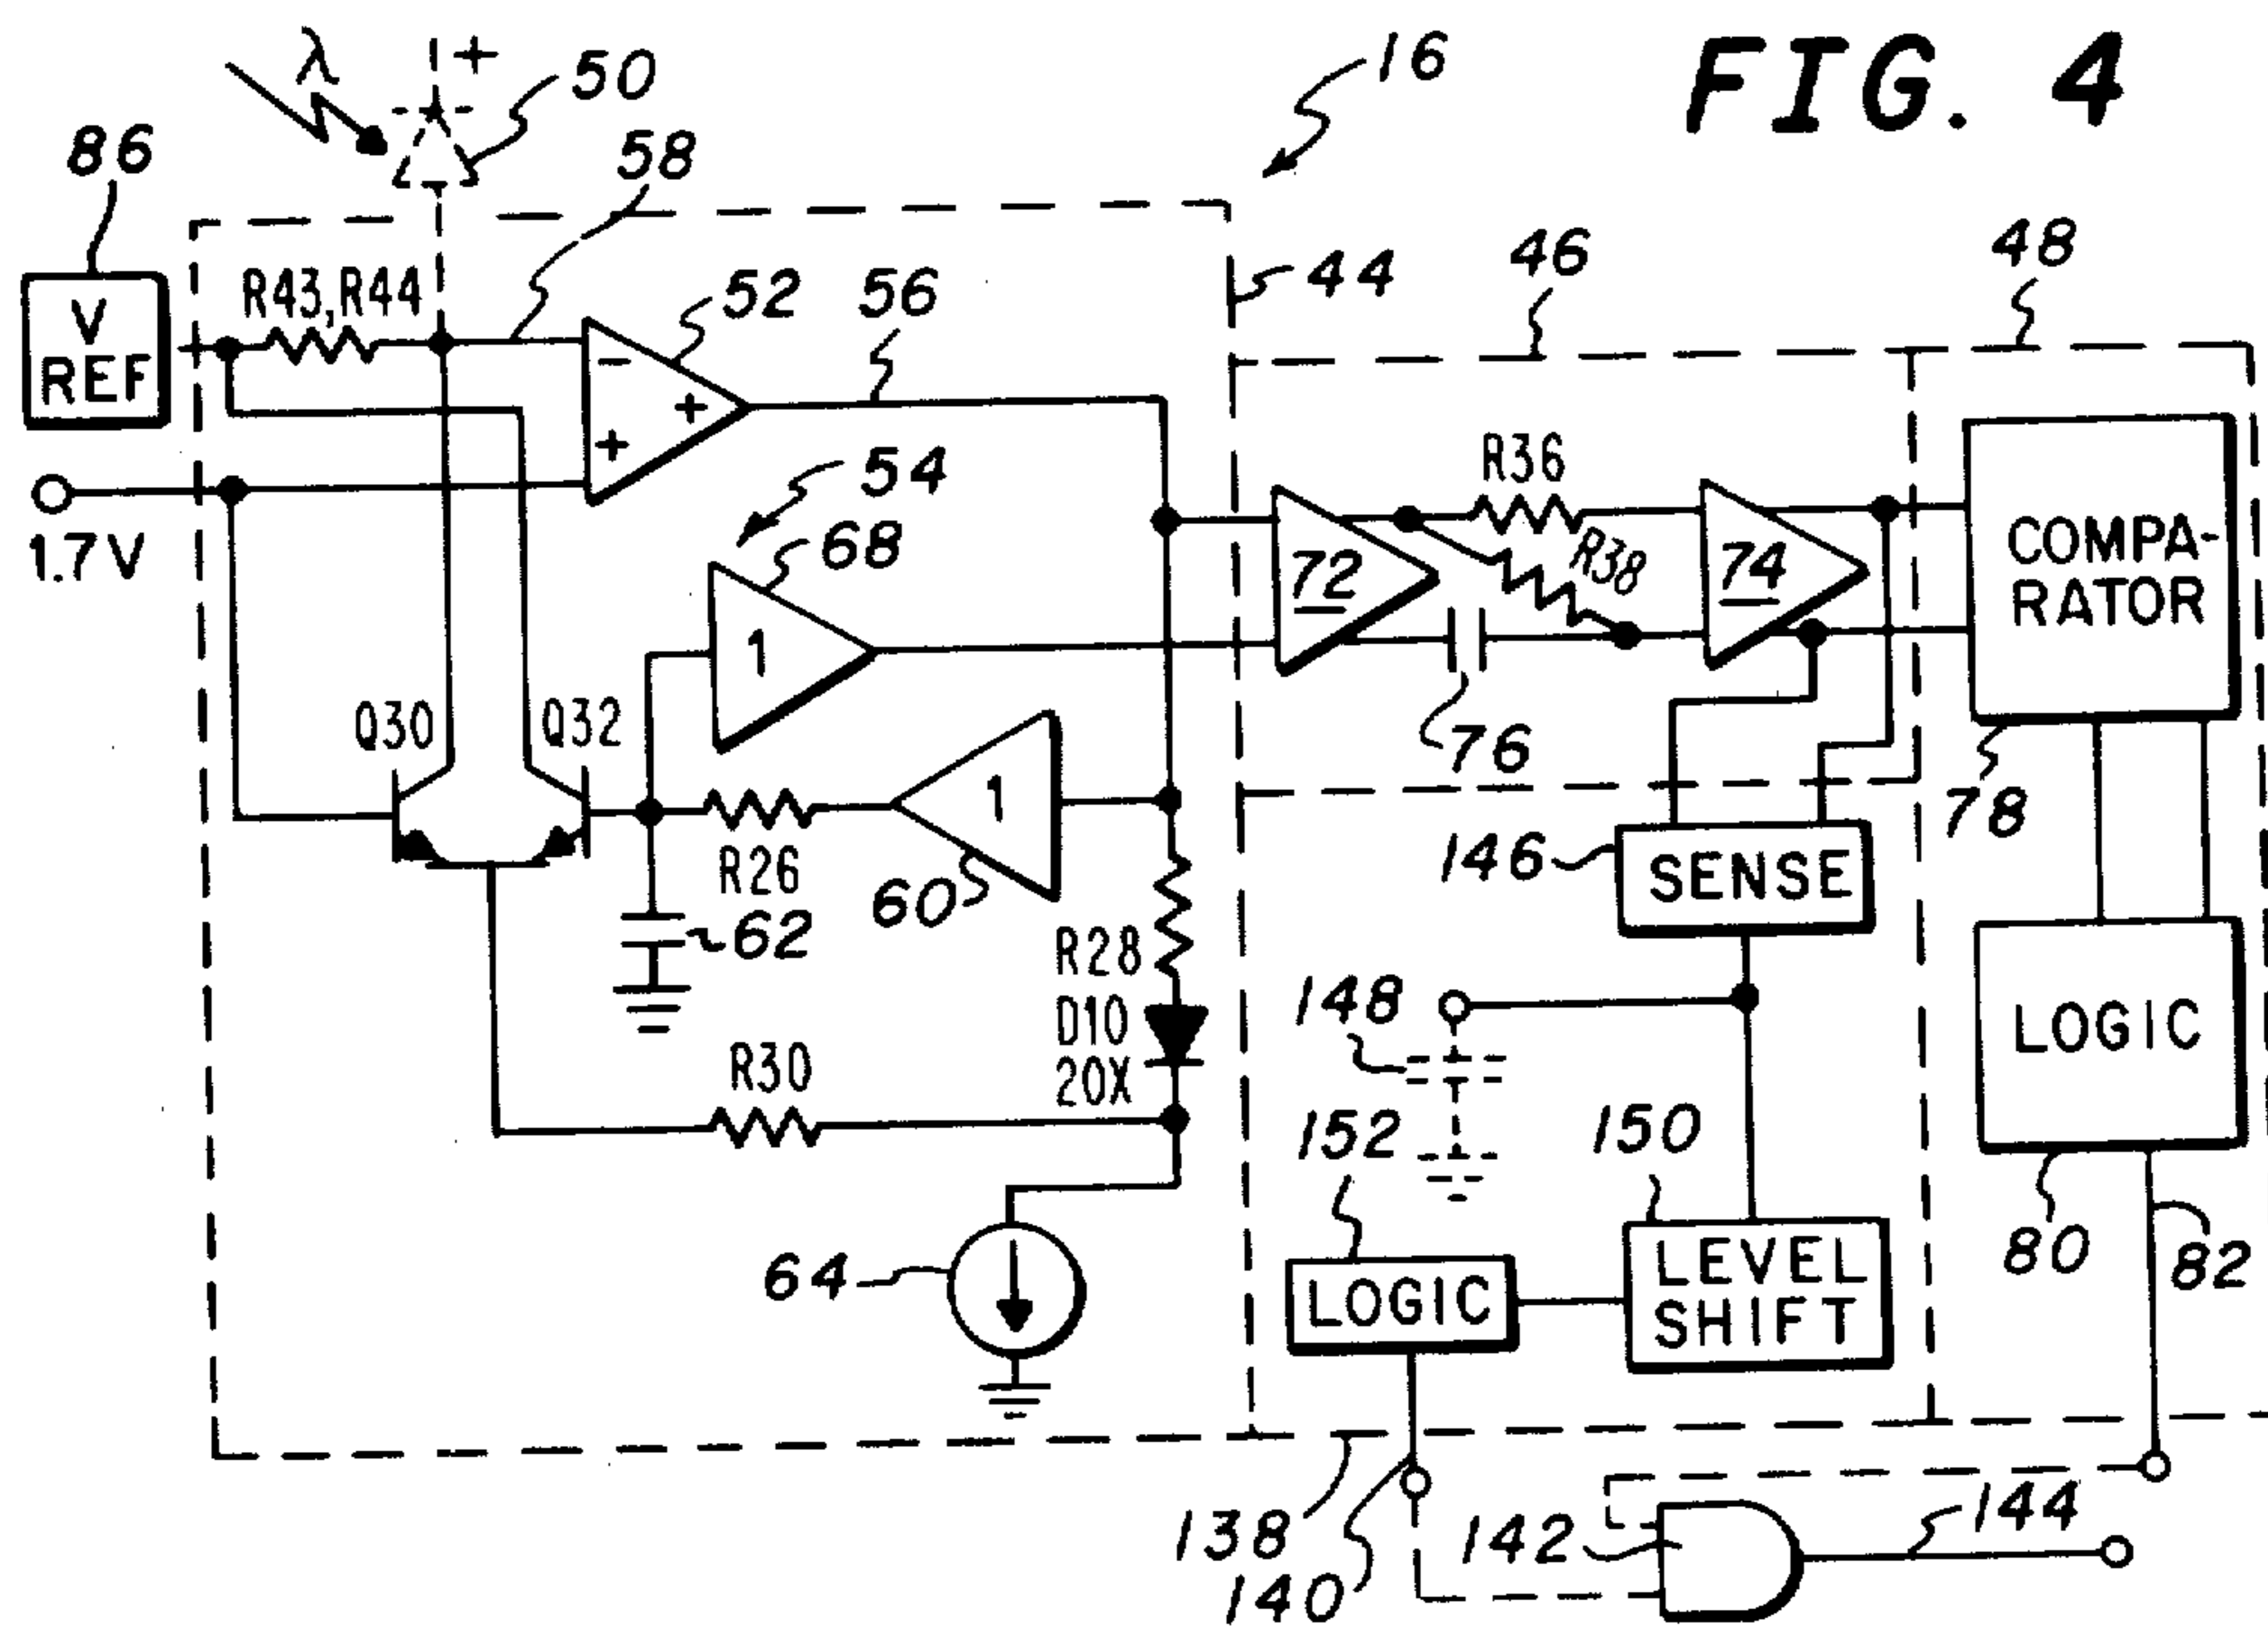 FIG. 4
16
λ
+
50
58
86
V
REF
R43,R44
52
56
44
46
48
-
+
+
1.7V
54
68
1
72
R36
R38
74
76
COMPA-
RATOR
78
Q30
Q32
1
R26
60
62
R28
D10
20X
R30
64
146
SENSE
148
152
150
LOGIC
LEVEL
SHIFT
LOGIC
80
82
138
140
142
144